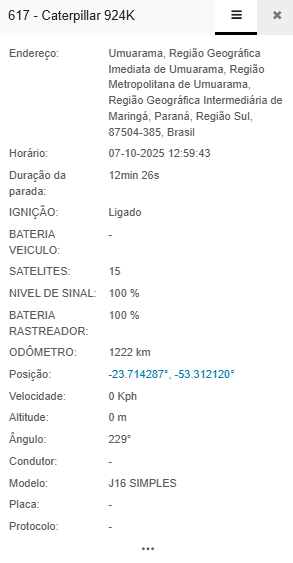 617 - Caterpillar 924K
Endereço: Umuarama, Região Geográfica
Imediata de Umuarama, Região
Metropolitana de Umuarama,
Região Geográfica Intermediária de
Maringá, Paraná, Região Sul,
87504-385, Brasil
Horário: 07-10-2025 12:59:43
Duração da parada: 12min 26s
IGNIÇÃO: Ligado
BATERIA VEICULO: -
SATELITES: 15
NIVEL DE SINAL: 100 %
BATERIA RASTREADOR: 100 %
ODÔMETRO: 1222 km
Posição: -23.714287°, -53.312120°
Velocidade: 0 Kph
Altitude: 0 m
Ângulo: 229°
Condutor: -
Modelo: J16 SIMPLES
Placa: -
Protocolo: -